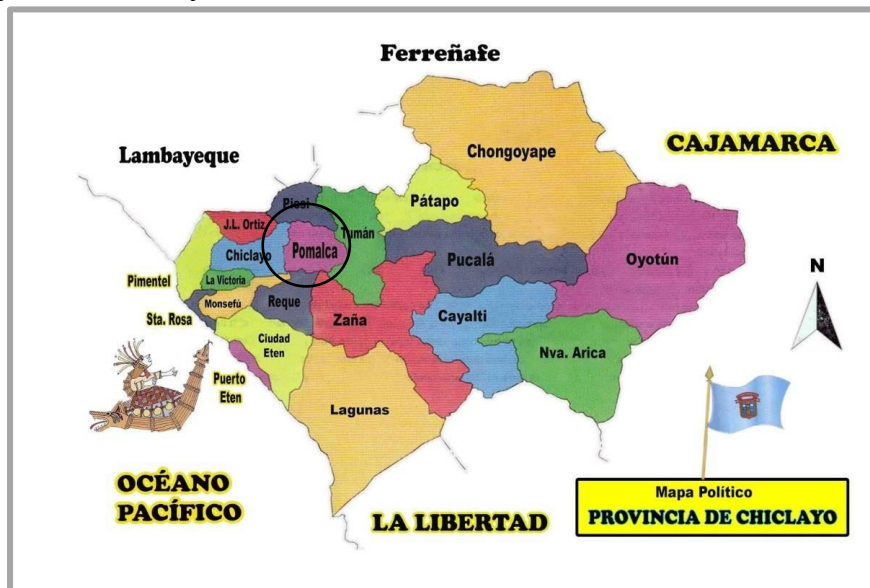 Ferreñafe
Lambayeque
Chongoyape
CAJAMARCA
Picsi
Pátapo
J.L. Ortiz
Tumán
Chiclayo
Pomalca
Pucalá
Oyotún
N
Pimentel
La Victoria
Monsefú
Reque
Sta. Rosa
Zaña
Cayalti
Ciudad
Eten
Nva. Arica
Puerto
Eten
Lagunas
OCÉANO
PACÍFICO
LA LIBERTAD
Mapa Político
PROVINCIA DE CHICLAYO